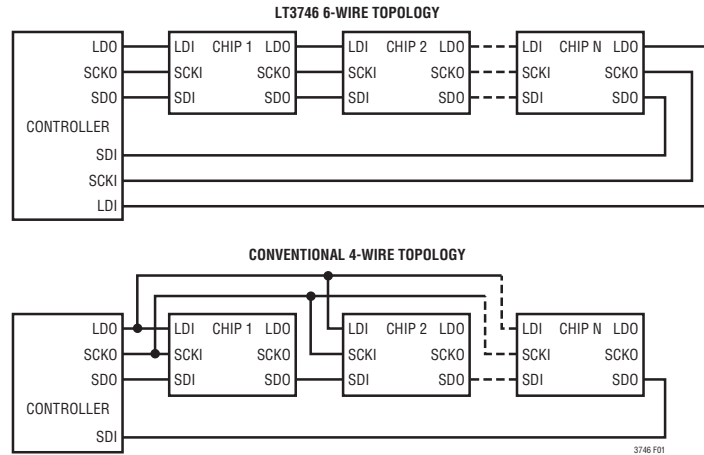 LT3746 6-WIRE TOPOLOGY
LDO LDI CHIP 1 LDO LDI CHIP 2 LDO LDI CHIP N LDO
SCKO SCKI SCKO SCKI SCKO SCKI SCKO
SDO SDI SDO SDI SDO SDI SDO
CONTROLLER
SDI
SCKI
LDI
CONVENTIONAL 4-WIRE TOPOLOGY
LDO LDI CHIP 1 LDO LDI CHIP 2 LDO LDI CHIP N LDO
SCKO SCKI SCKO SCKI SCKO SCKI SCKO
SDO SDI SDO SDI SDO SDI SDO
CONTROLLER
SDI
3746 F01